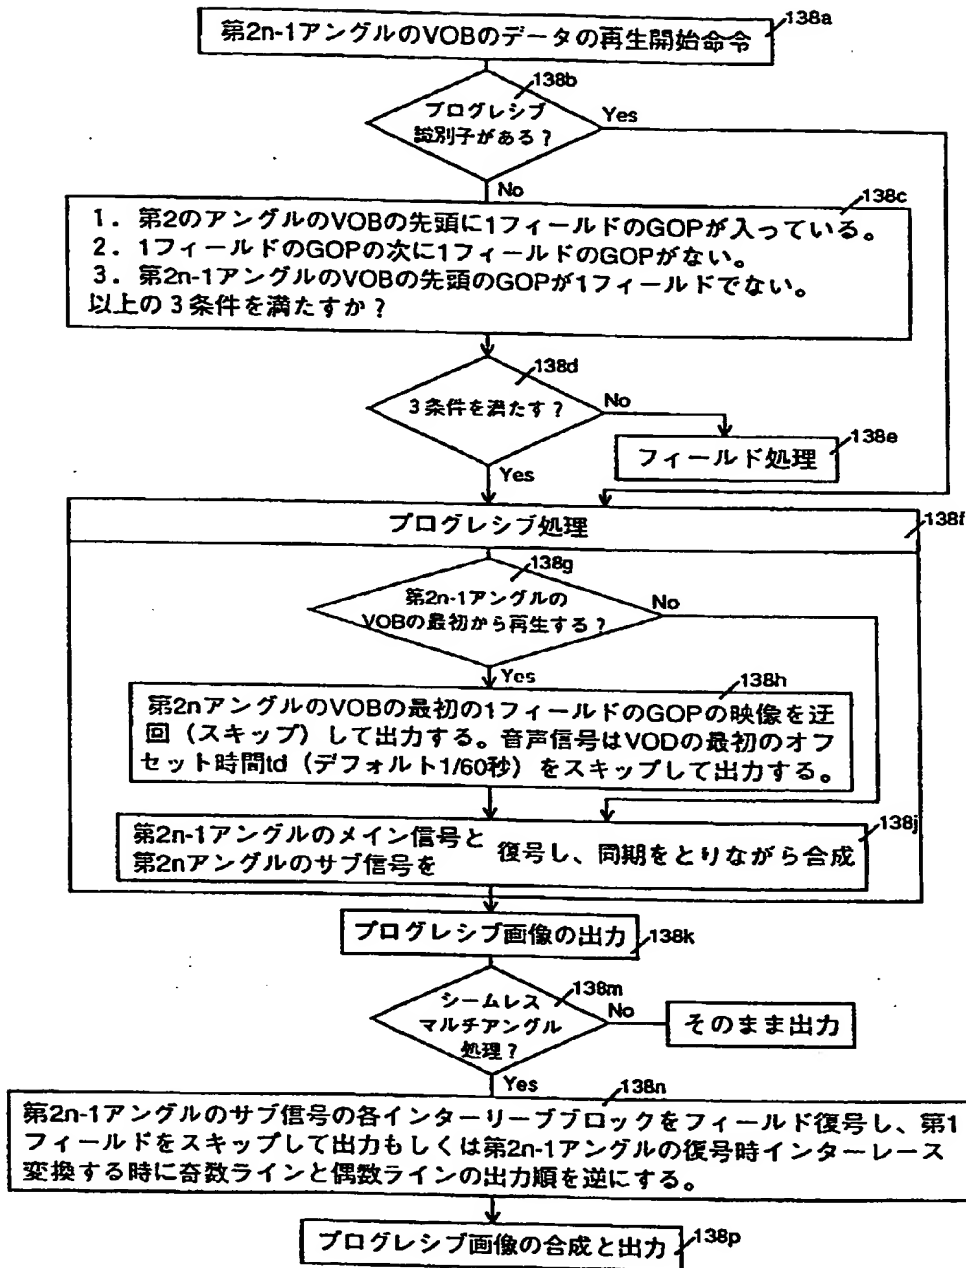 138a
第2n-1アングルのVOBのデータの再生開始命令
138b
プログレシブ
識別子がある？
Yes
No
138c
1．第2のアングルのVOBの先頭に1フィールドのGOPが入っている。
2．1フィールドのGOPの次に1フィールドのGOPがない。
3．第2n-1アングルのVOBの先頭のGOPが1フィールドでない。
以上の3条件を満たすか？
138d
3条件を満たす？
No
138e
フィールド処理
Yes
プログレシブ処理
138f
138g
第2n-1アングルの
VOBの最初から再生する？
No
Yes
138h
第2nアングルのVOBの最初の1フィールドのGOPの映像を迂
回（スキップ）して出力する。音声信号はVODの最初のオフ
セット時間td（デフォルト1/60秒）をスキップして出力する。
138j
第2n-1アングルのメイン信号と
第2nアングルのサブ信号を
復号し、同期をとりながら合成
プログレシブ画像の出力
138k
138m
シームレス
マルチアングル
処理？
No
そのまま出力
Yes
138n
第2n-1アングルのサブ信号の各インターリーブブロックをフィールド復号し、第1
フィールドをスキップして出力もしくは第2n-1アングルの復号時インターレース
変換する時に奇数ラインと偶数ラインの出力順を逆にする。
プログレシブ画像の合成と出力
138p